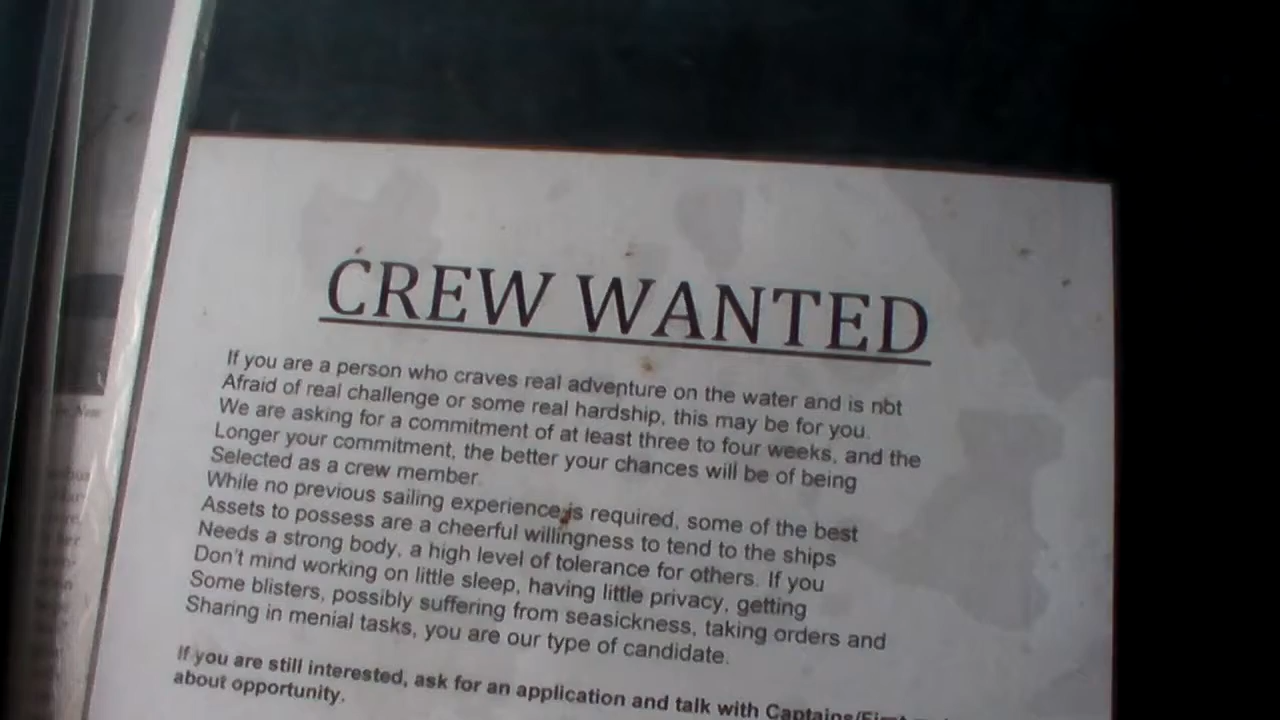 CREW WANTED
If you are a person who craves real adventure on the water and is not
Afraid of real challenge or some real hardship, this may be for you.
We are asking for a commitment of at least three to four weeks, and the
Longer your commitment, the better your chances will be of being
Selected as a crew member.
While no previous sailing experience is required, some of the best
Assets to possess are a cheerful willingness to tend to the ships
Needs a strong body, a high level of tolerance for others. If you
Don't mind working on little sleep, having little privacy, getting
Some blisters, possibly suffering from seasickness, taking orders and
Sharing in menial tasks, you are our type of candidate.
If you are still interested, ask for an application and talk with Captains/First
about opportunity.